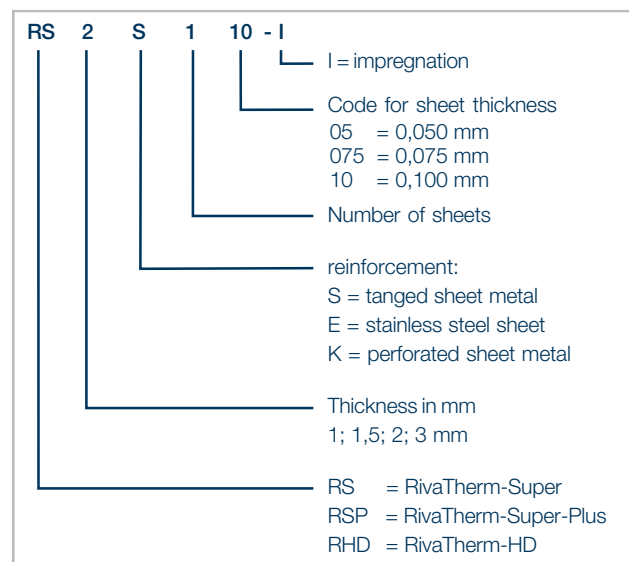 RS 2 S 1 10 - I
I = impregnation
Code for sheet thickness
05 = 0,050 mm
075 = 0,075 mm
10 = 0,100 mm
Number of sheets
reinforcement:
S = tanged sheet metal
E = stainless steel sheet
K = perforated sheet metal
Thickness in mm
1; 1,5; 2; 3 mm
RS = RivaTherm-Super
RSP = RivaTherm-Super-Plus
RHD = RivaTherm-HD